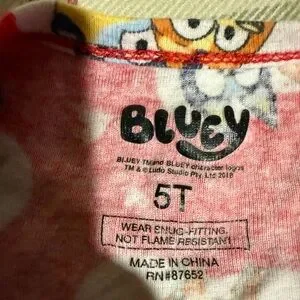 BLUEY
BLUEY TM and BLUEY character logos
TM & © Ludo Studio Pty Ltd 2018
5T
WEAR SNUG-FITTING.
NOT FLAME RESISTANT
MADE IN CHINA
RN#87652